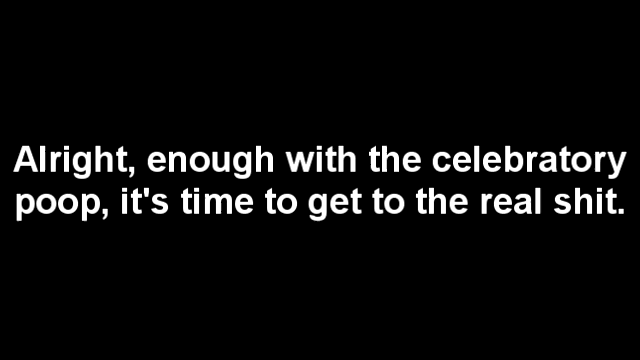 Alright, enough with the celebratory
poop, it's time to get to the real shit.